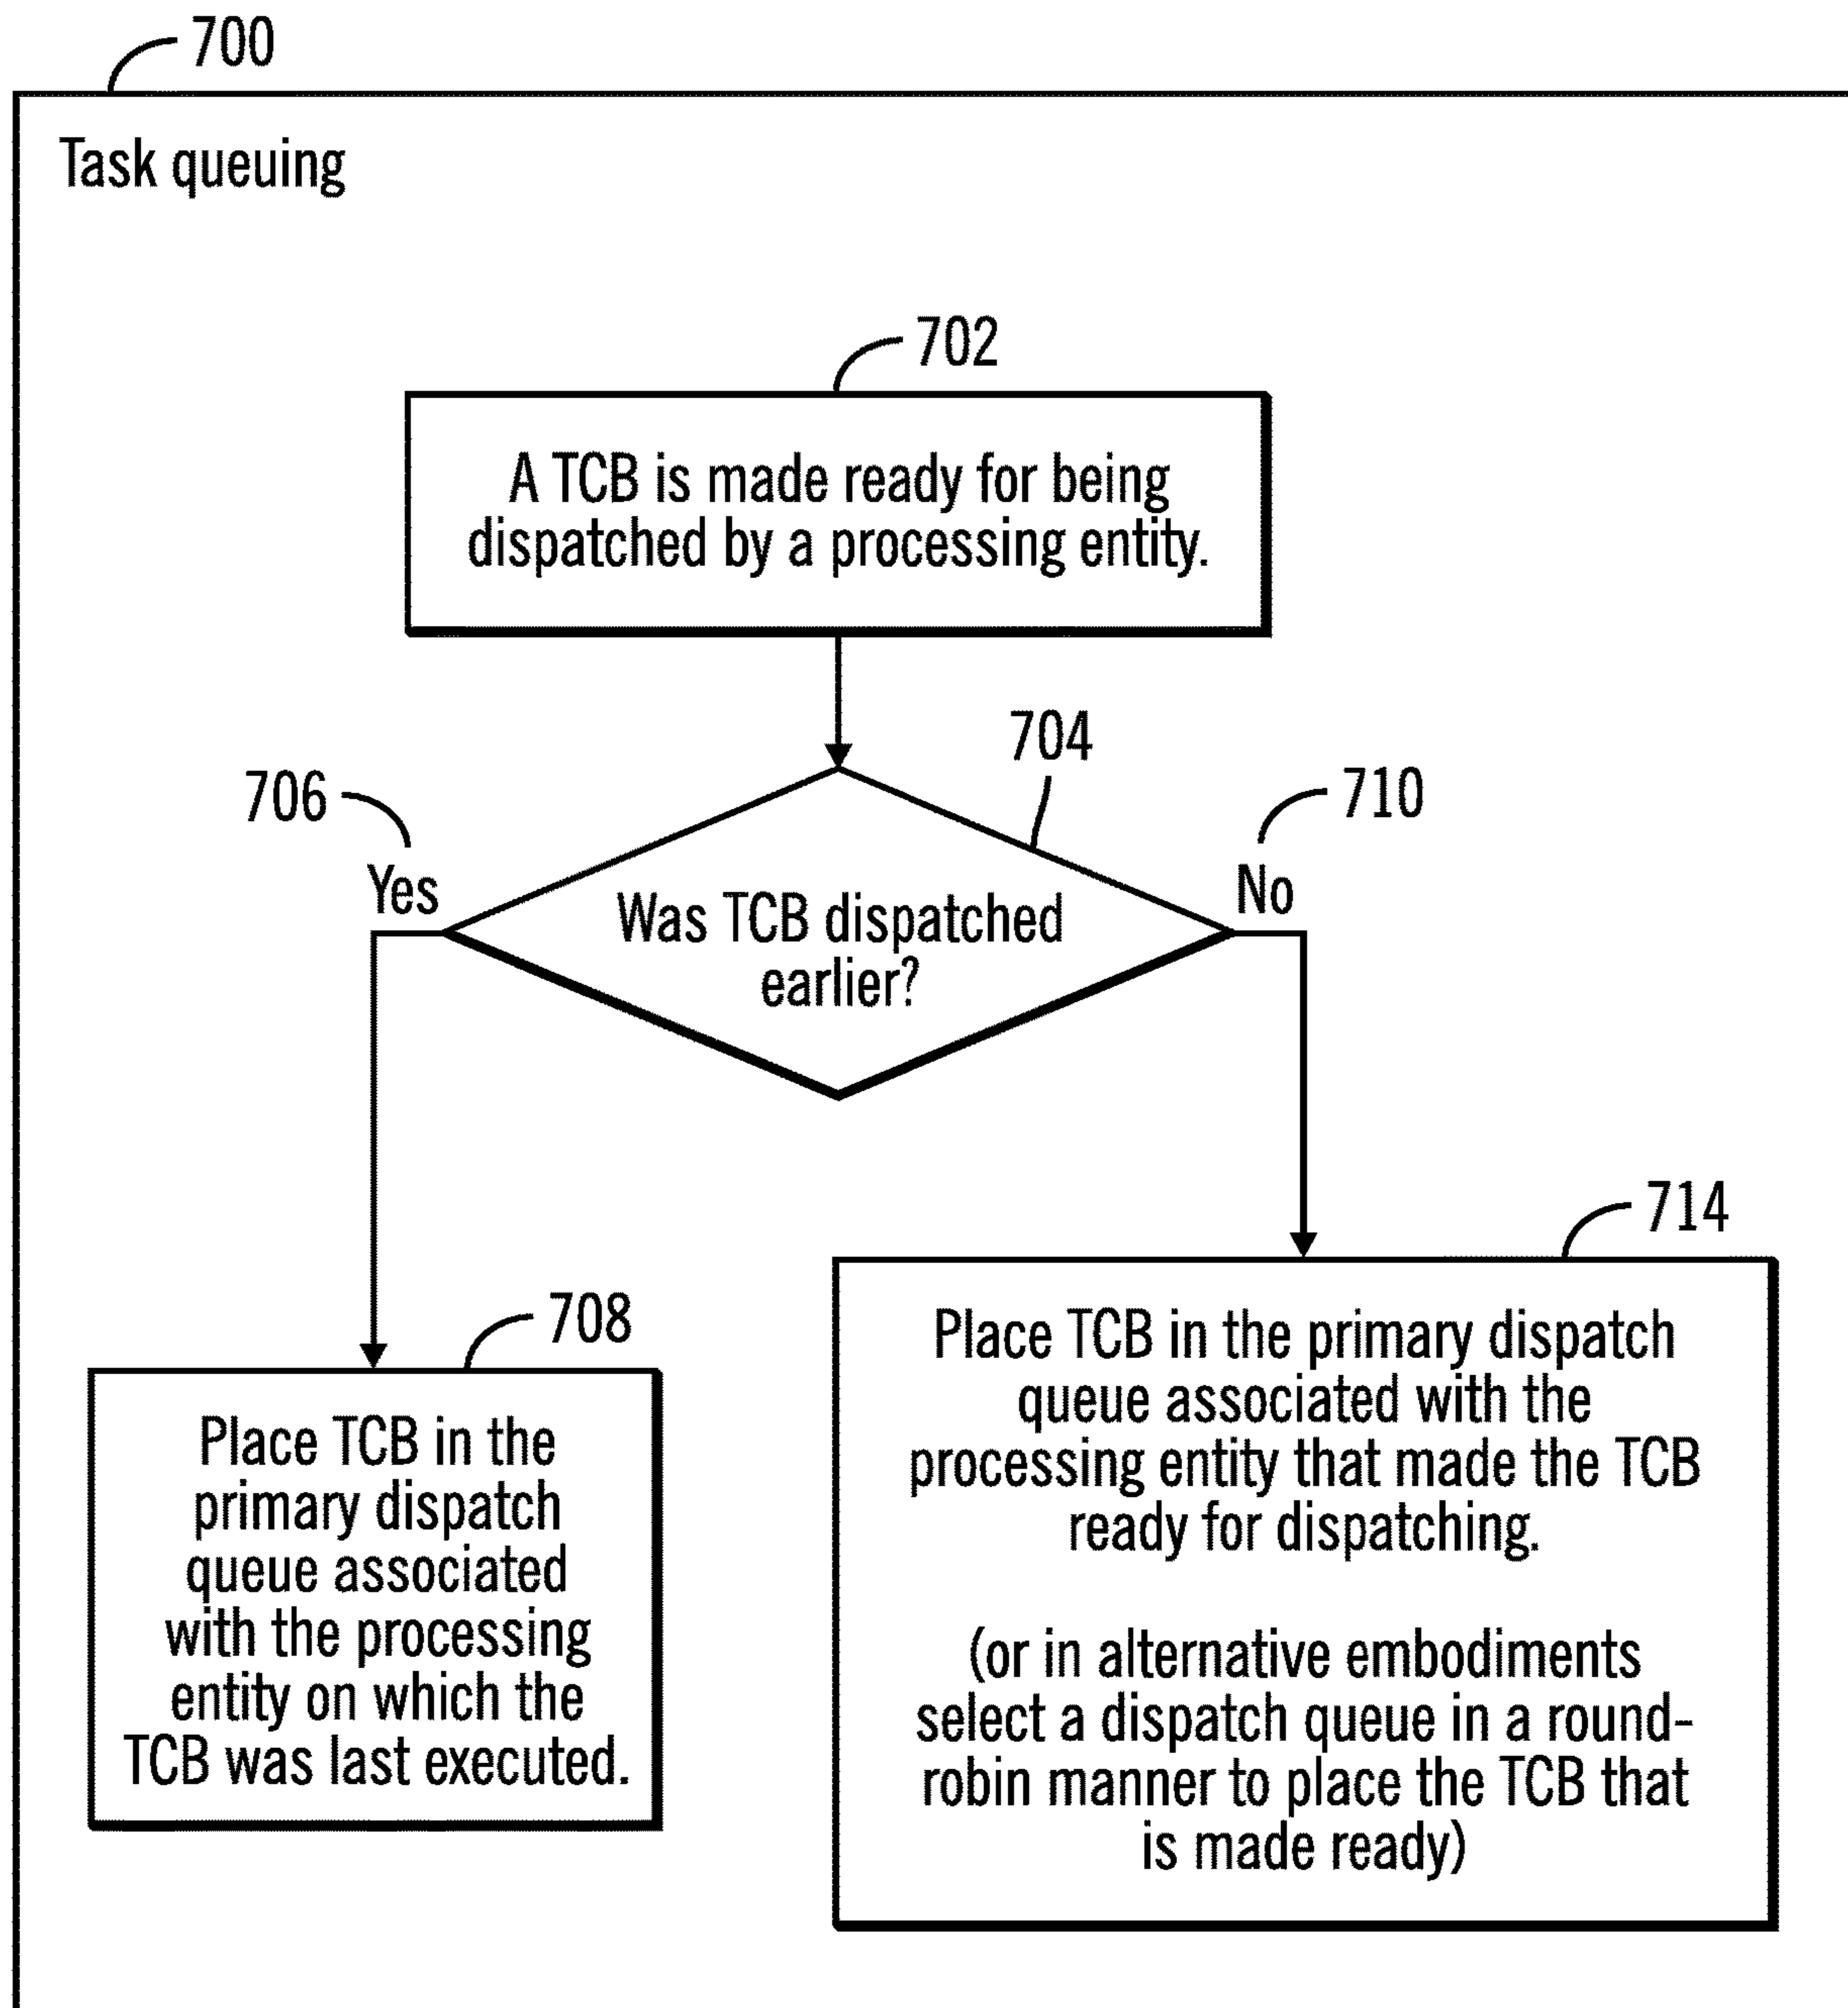 700
Task queuing
702
A TCB is made ready for being
dispatched by a processing entity.
704
706
710
Yes
No
Was TCB dispatched
earlier?
708
Place TCB in the
primary dispatch
queue associated
with the processing
entity on which the
TCB was last executed.
714
Place TCB in the primary dispatch
queue associated with the
processing entity that made the TCB
ready for dispatching.
(or in alternative embodiments
select a dispatch queue in a round-
robin manner to place the TCB that
is made ready)